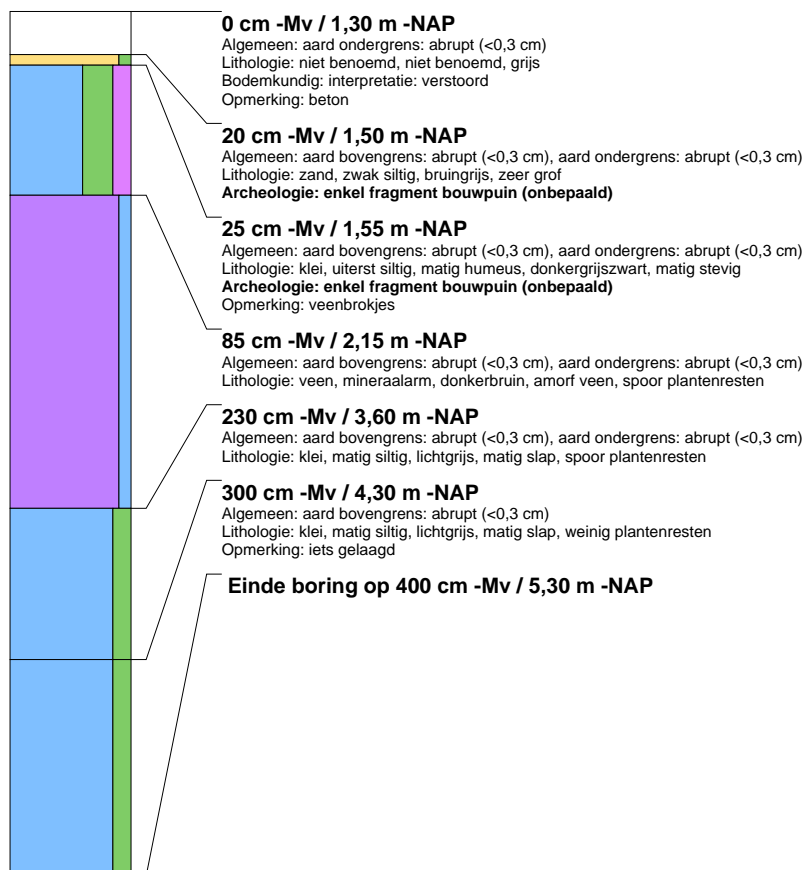 0 cm -Mv / 1,30 m -NAP
Algemeen: aard ondergrens: abrupt (<0,3 cm)
Lithologie: niet benoemd, niet benoemd, grijs
Bodemkundig: interpretatie: verstoord
Opmerking: beton
20 cm -Mv / 1,50 m -NAP
Algemeen: aard bovengrens: abrupt (<0,3 cm), aard ondergrens: abrupt (<0,3 cm)
Lithologie: zand, zwak siltig, bruingrijs, zeer grof
Archeologie: enkel fragment bouwpuin (onbepaald)
25 cm -Mv / 1,55 m -NAP
Algemeen: aard bovengrens: abrupt (<0,3 cm), aard ondergrens: abrupt (<0,3 cm)
Lithologie: klei, uiterst siltig, matig humeus, donkergrijszwart, matig stevig
Archeologie: enkel fragment bouwpuin (onbepaald)
Opmerking: veenbrokjes
85 cm -Mv / 2,15 m -NAP
Algemeen: aard bovengrens: abrupt (<0,3 cm), aard ondergrens: abrupt (<0,3 cm)
Lithologie: veen, mineraalarm, donkerbruin, amorf veen, spoor plantenresten
230 cm -Mv / 3,60 m -NAP
Algemeen: aard bovengrens: abrupt (<0,3 cm), aard ondergrens: abrupt (<0,3 cm)
Lithologie: klei, matig siltig, lichtgrijs, matig slap, spoor plantenresten
300 cm -Mv / 4,30 m -NAP
Algemeen: aard bovengrens: abrupt (<0,3 cm)
Lithologie: klei, matig siltig, lichtgrijs, matig slap, weinig plantenresten
Opmerking: iets gelaagd
Einde boring op 400 cm -Mv / 5,30 m -NAP